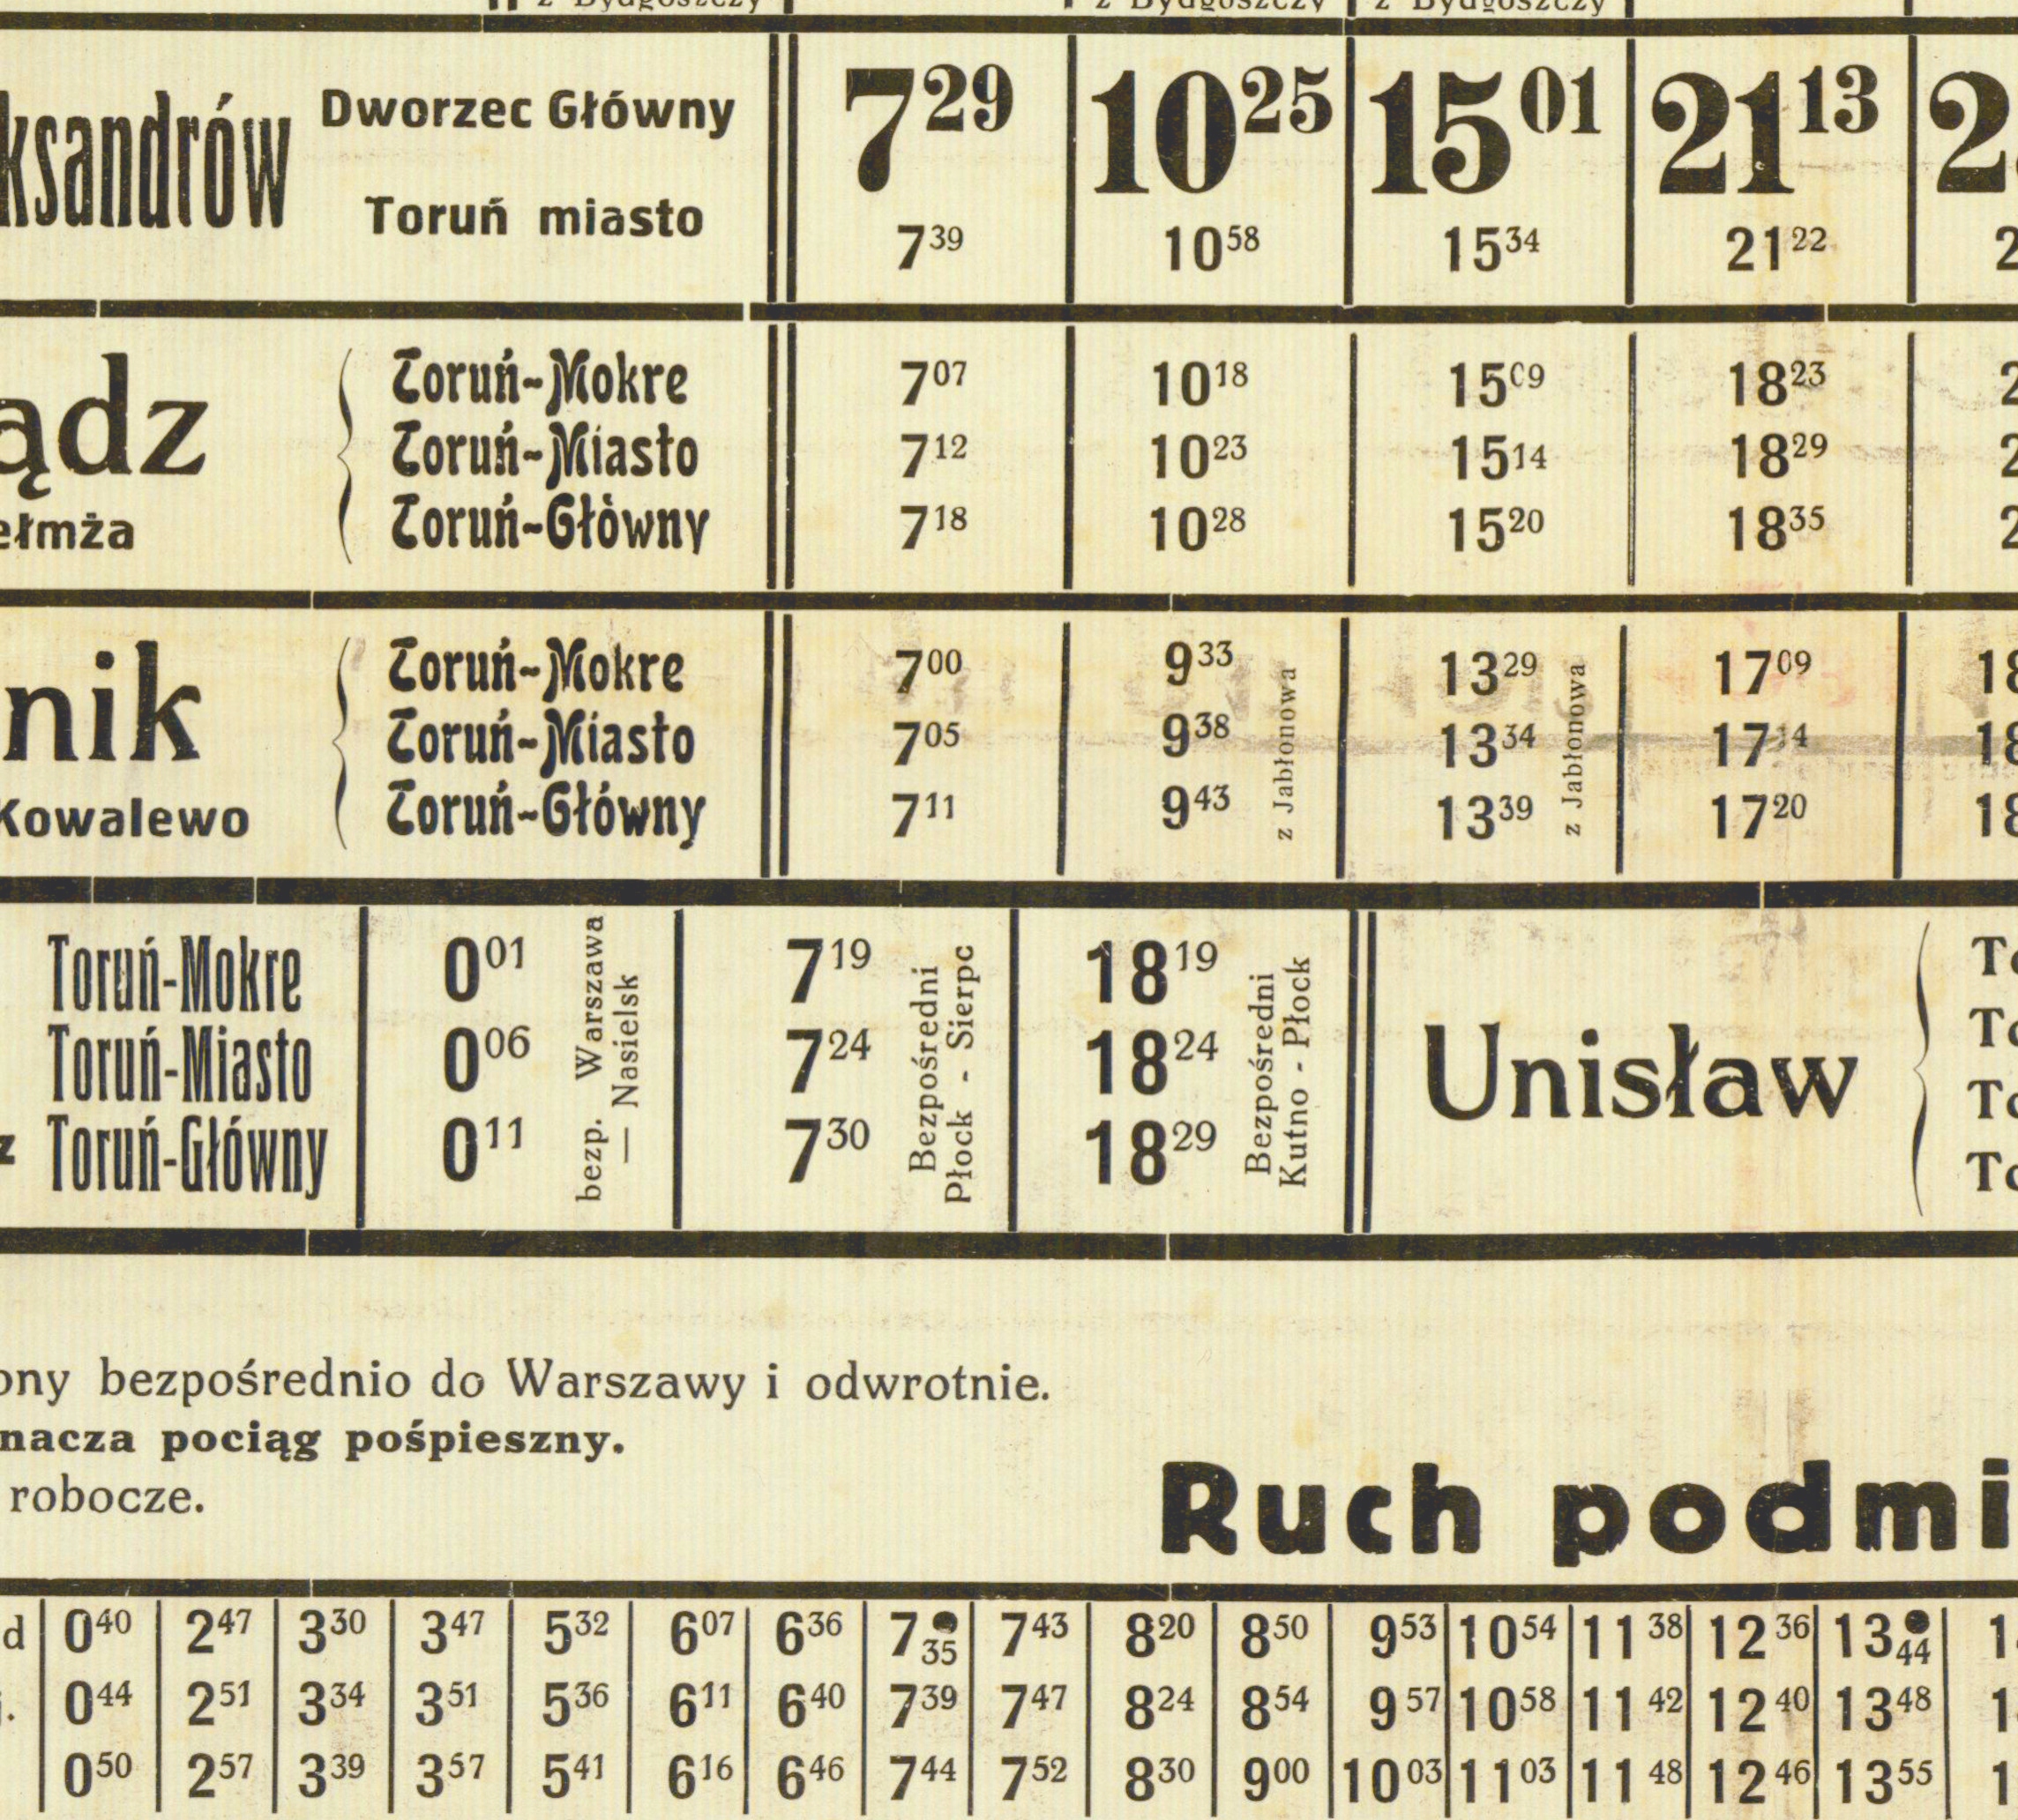 z Bydgoszczy z Bydgoszczy z Bydgoszczy
ksandrów Dworzec Główny 7 29 10 25 15 01 21 13
Toruń miasto 7 39 10 58 15 34 21 22
ądz Toruń-Mokre 7 07 10 18 15 09 18 23
Toruń-Miasto 7 12 10 23 15 14 18 29
ełmża Toruń-Główny 7 18 10 28 15 20 18 35
nik Toruń-Mokre 7 00 9 33 13 29 17 09 18
Toruń-Miasto 7 05 9 38 z Jabłonowa 13 34 z Jabłonowa 17 14 18
Kowalewo Toruń-Główny 7 11 9 43 13 39 17 20 18
Toruń-Mokre 0 01 7 19 18 19
Toruń-Miasto 0 06 bezp. Warszawa — Nasielsk 7 24 Bezpośredni Płock - Sierpc 18 24 Bezpośredni Kutno - Płock Unisław
z Toruń-Główny 0 11 7 30 18 29
ony bezpośrednio do Warszawy i odwrotnie.
nacza pociąg pośpieszny.
robocze.
Ruch podmi
d 0 40 2 47 3 30 3 47 5 32 6 07 6 36 7 35 7 43 8 20 8 50 9 53 10 54 11 38 12 36 13 44
0 44 2 51 3 34 3 51 5 36 6 11 6 40 7 39 7 47 8 24 8 54 9 57 10 58 11 42 12 40 13 48
0 50 2 57 3 39 3 57 5 41 6 16 6 46 7 44 7 52 8 30 9 00 10 03 11 03 11 48 12 46 13 55